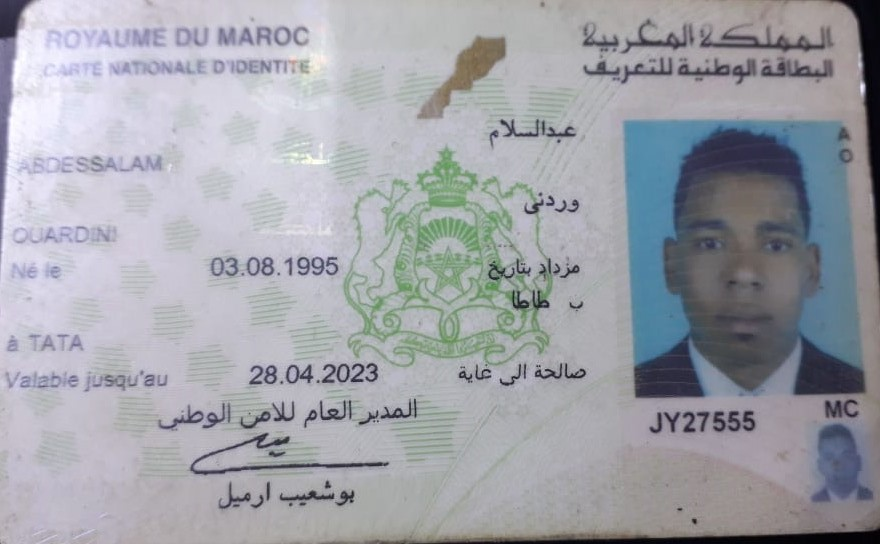 ROYAUME DU MAROC
المملكة المغربية
CARTE NATIONALE D'IDENTITE
البطاقة الوطنية للتعريف
عبدالسلام
ABDESSALAM
وردنى
OUARDINI
Né le 03.08.1995 مزداد بتاريخ
ب طاطا
à TATA
Valable jusqu'au 28.04.2023 صالحة الى غاية
المدير العام للامن الوطني
بوشعيب ارميل
A
O
JY27555
MC